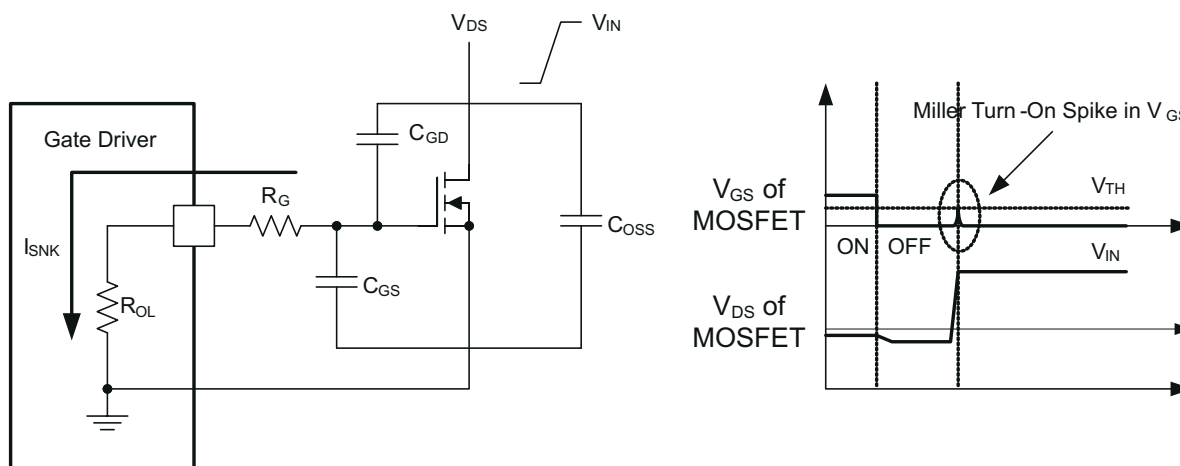 Gate Driver
ISNK
ROL
RG
CGD
CGS
VDS
VIN
COSS
Miller Turn -On Spike in V GS
VGS of
MOSFET
VTH
ON
OFF
VIN
VDS of
MOSFET